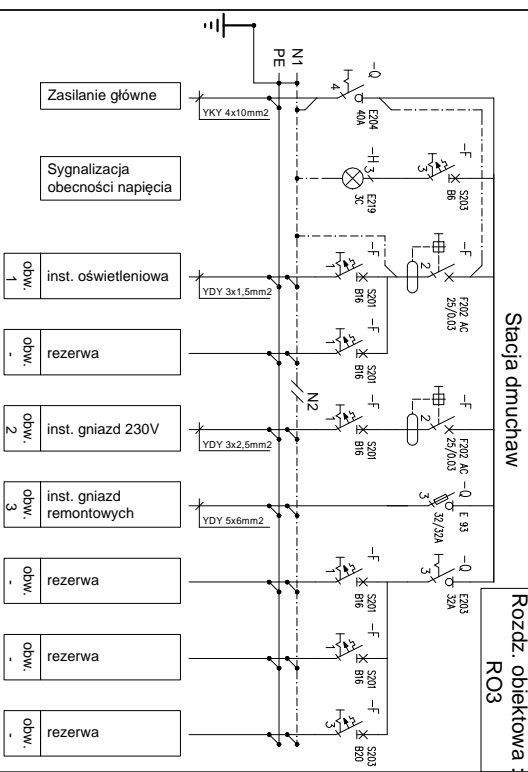 Stacja dmuchaw
Rozdz. obiektowa :
RO3
N1
PE
-Q
4
E204
40A
YKY 4x10mm2
Zasilanie główne
-F
3
S203
B6
-H
3
E219
3C
Sygnalizacja
obecności napięcia
-F
2
F202 AC
25/0.03
-F
1
S201
B16
YDY 3x1,5mm2
inst. oświetleniowa
obw.
1
-F
1
S201
B16
rezerwa
obw.
-
N2
-F
2
F202 AC
25/0.03
-F
1
S201
B16
YDY 3x2,5mm2
inst. gniazd 230V
obw.
2
-Q
3
E 93
32/32A
YDY 5x6mm2
inst. gniazd
remontowych
obw.
3
-Q
3
E203
32A
-F
1
S201
B16
rezerwa
obw.
-
-F
1
S201
B16
rezerwa
obw.
-
-F
3
S203
B20
rezerwa
obw.
-